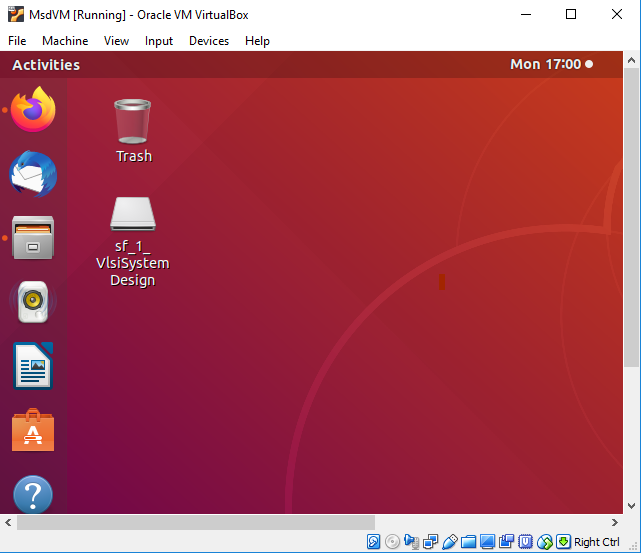 MsdVM [Running] - Oracle VM VirtualBox
File Machine View Input Devices Help
Activities Mon 17:00
Trash
sf_1_
VlsiSystem
Design
A
?
Right Ctrl